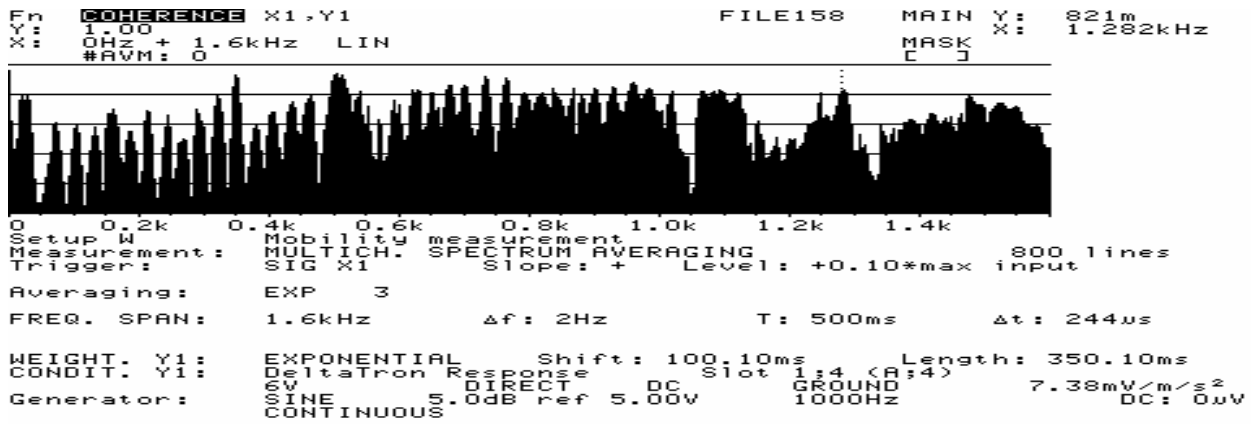 Fn COHERENCE X1,Y1 FILE158 MAIN Y: 821m
Y: 1.00 X: 1.282kHz
X: 0Hz + 1.6kHz LIN MASK
#AVM: 0 [ ]
0 0.2k 0.4k 0.6k 0.8k 1.0k 1.2k 1.4k
Setup W Mobility measurement
Measurement: MULTICH. SPECTRUM AVERAGING 800 lines
Trigger: SIG X1 Slope: + Level: +0.10*max input
Averaging: EXP 3
FREQ. SPAN: 1.6kHz Δf: 2Hz T: 500ms Δt: 244µs
WEIGHT. Y1: EXPONENTIAL Shift: 100.10ms Length: 350.10ms
CONDIT. Y1: DeltaTron Response Slot 1;4 (A;4)
6V DIRECT DC GROUND 7.38mV/m/s²
Generator: SINE 5.0dB ref 5.00V 1000Hz DC: 0µV
CONTINUOUS